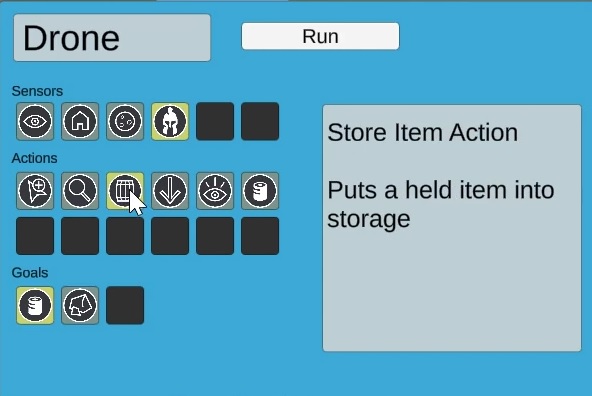 Drone
Run
Sensors
Store Item Action
Actions
Puts a held item into
storage
Goals